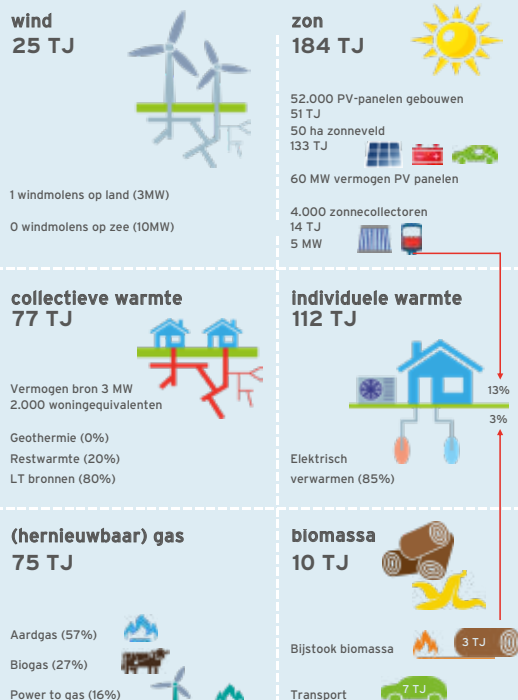 wind
25 TJ
1 windmolens op land (3MW)
0 windmolens op zee (10MW)
zon
184 TJ
52.000 PV-panelen gebouwen
51 TJ
50 ha zonneveld
133 TJ
60 MW vermogen PV panelen
4.000 zonnecollectoren
14 TJ
5 MW
collectieve warmte
77 TJ
Vermogen bron 3 MW
2.000 woningequivalenten
Geothermie (0%)
Restwarmte (20%)
LT bronnen (80%)
individuele warmte
112 TJ
13%
3%
Elektrisch
verwarmen (85%)
(hernieuwbaar) gas
75 TJ
Aardgas (57%)
Biogas (27%)
Power to gas (16%)
biomassa
10 TJ
Bijstook biomassa
3 TJ
Transport
7 TJ